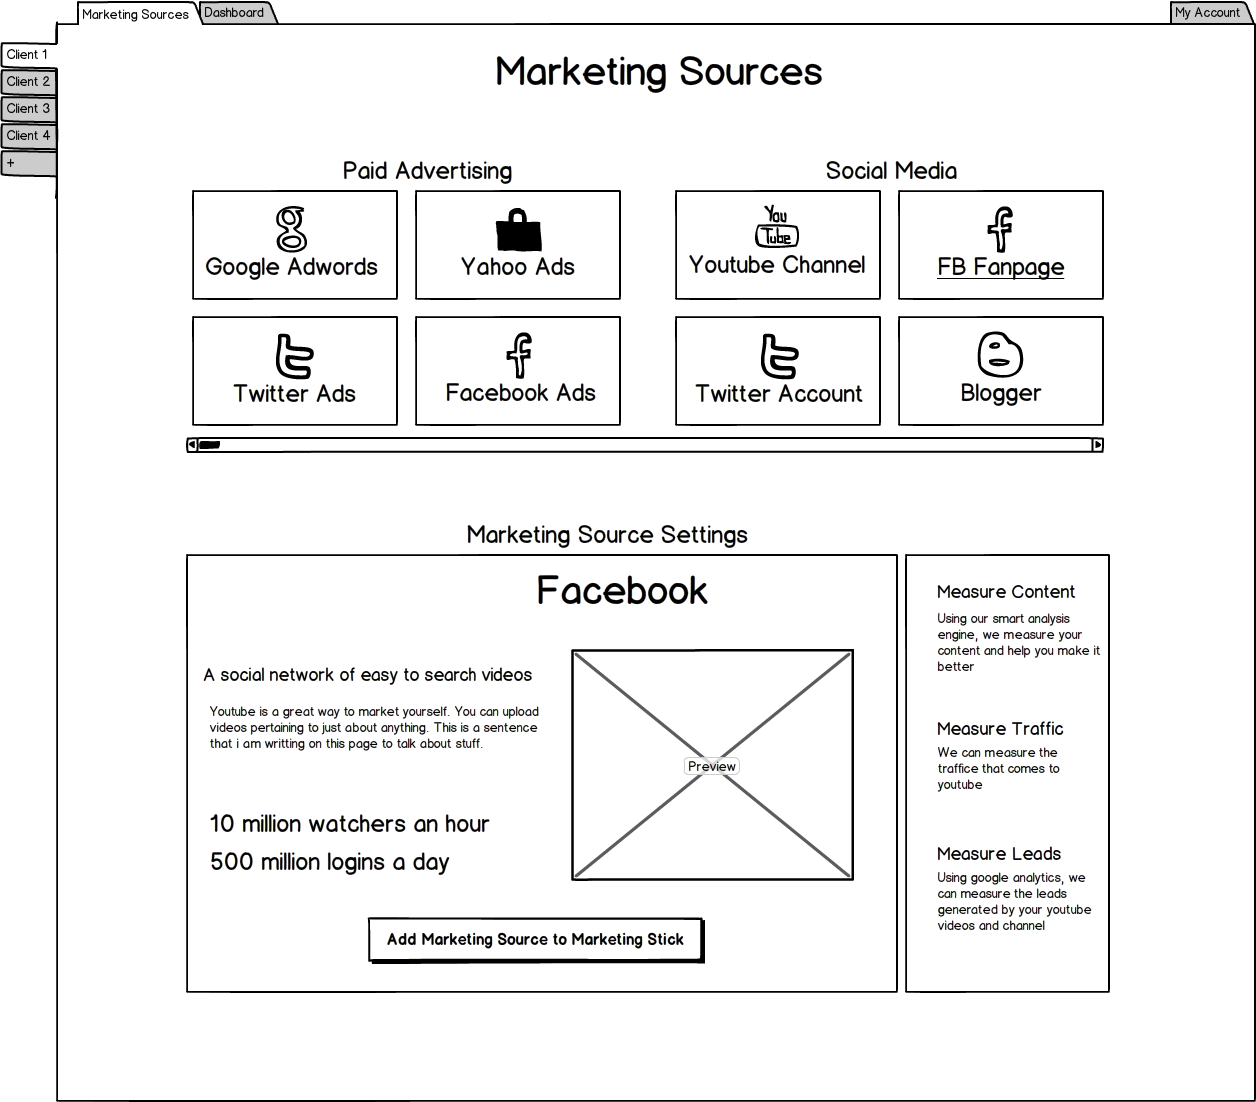 Marketing Sources
Dashboard
My Account
Client 1
Client 2
Client 3
Client 4
+
Marketing Sources
Paid Advertising
Social Media
g
Google Adwords
Yahoo Ads
You
Tube
Youtube Channel
f
FB Fanpage
t
Twitter Ads
f
Facebook Ads
t
Twitter Account
Blogger
Marketing Source Settings
Facebook
A social network of easy to search videos
Youtube is a great way to market yourself. You can upload
videos pertaining to just about anything. This is a sentence
that i am writting on this page to talk about stuff.
10 million watchers an hour
500 million logins a day
Preview
Add Marketing Source to Marketing Stick
Measure Content
Using our smart analysis
engine, we measure your
content and help you make it
better
Measure Traffic
We can measure the
traffice that comes to
youtube
Measure Leads
Using google analytics, we
can measure the leads
generated by your youtube
videos and channel